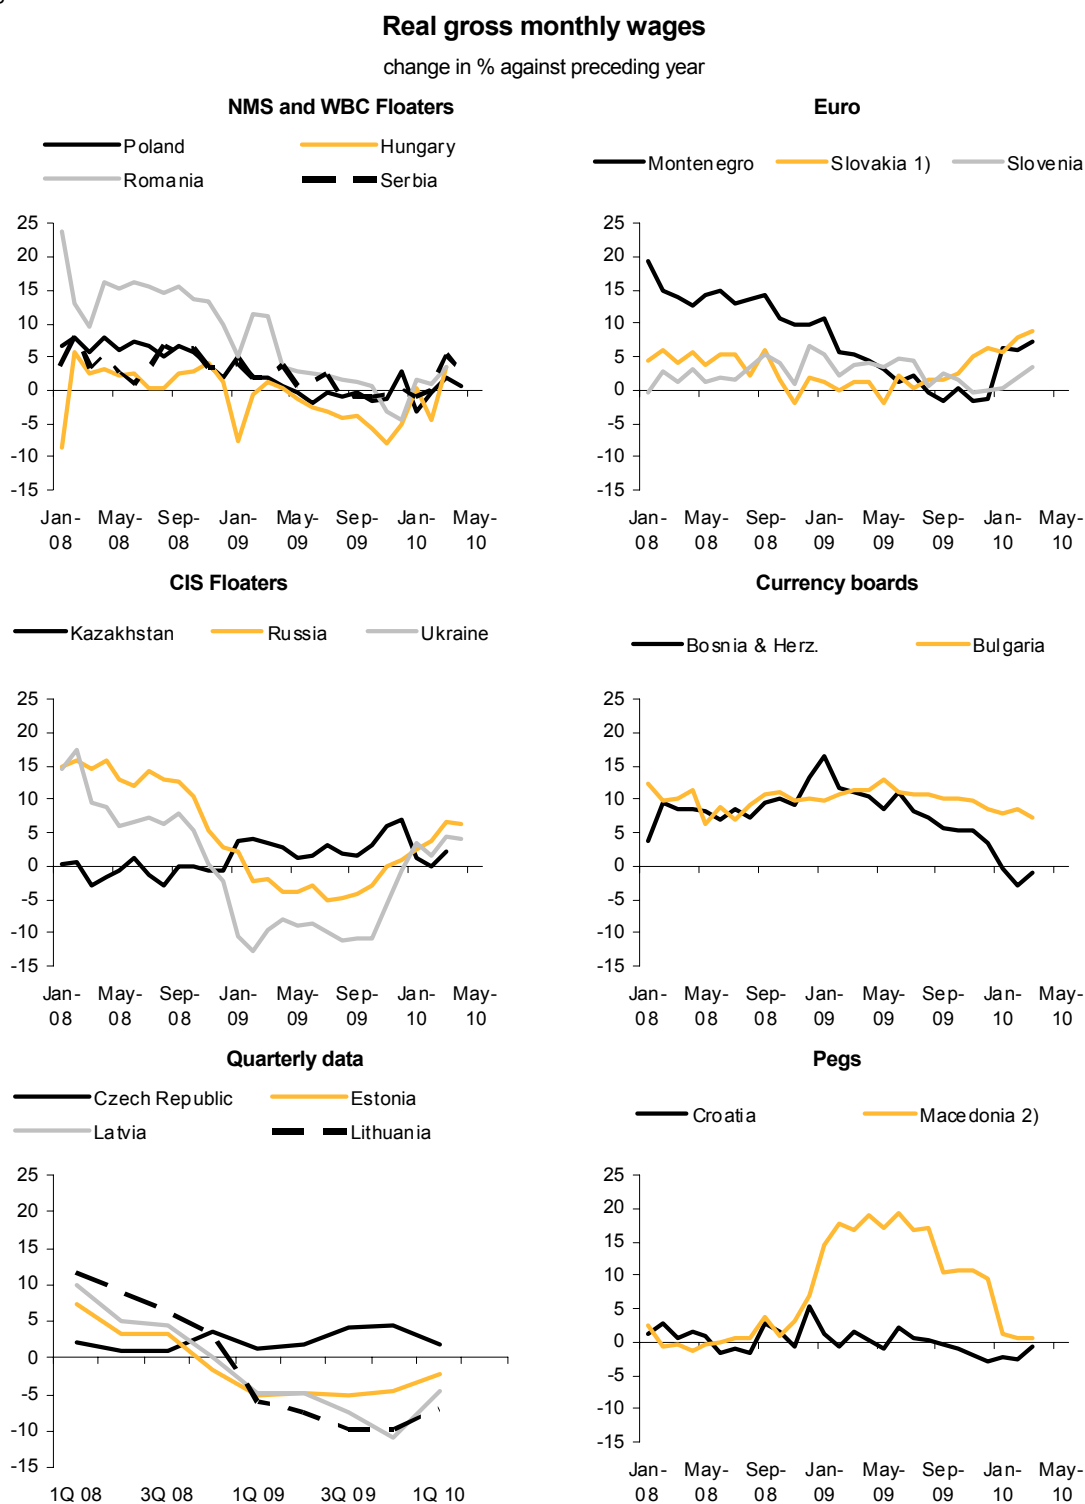 Real gross monthly wages
change in % against preceding year
NMS and WBC Floaters
Poland
Hungary
Romania
Serbia
25
20
15
10
5
0
-5
-10
-15
Jan-08
May-08
Sep-08
Jan-09
May-09
Sep-09
Jan-10
May-10
Euro
Montenegro
Slovakia 1)
Slovenia
25
20
15
10
5
0
-5
-10
-15
Jan-08
May-08
Sep-08
Jan-09
May-09
Sep-09
Jan-10
May-10
CIS Floaters
Kazakhstan
Russia
Ukraine
25
20
15
10
5
0
-5
-10
-15
Jan-08
May-08
Sep-08
Jan-09
May-09
Sep-09
Jan-10
May-10
Currency boards
Bosnia & Herz.
Bulgaria
25
20
15
10
5
0
-5
-10
-15
Jan-08
May-08
Sep-08
Jan-09
May-09
Sep-09
Jan-10
May-10
Quarterly data
Czech Republic
Estonia
Latvia
Lithuania
25
20
15
10
5
0
-5
-10
-15
1Q 08
3Q 08
1Q 09
3Q 09
1Q 10
Pegs
Croatia
Macedonia 2)
25
20
15
10
5
0
-5
-10
-15
Jan-08
May-08
Sep-08
Jan-09
May-09
Sep-09
Jan-10
May-10